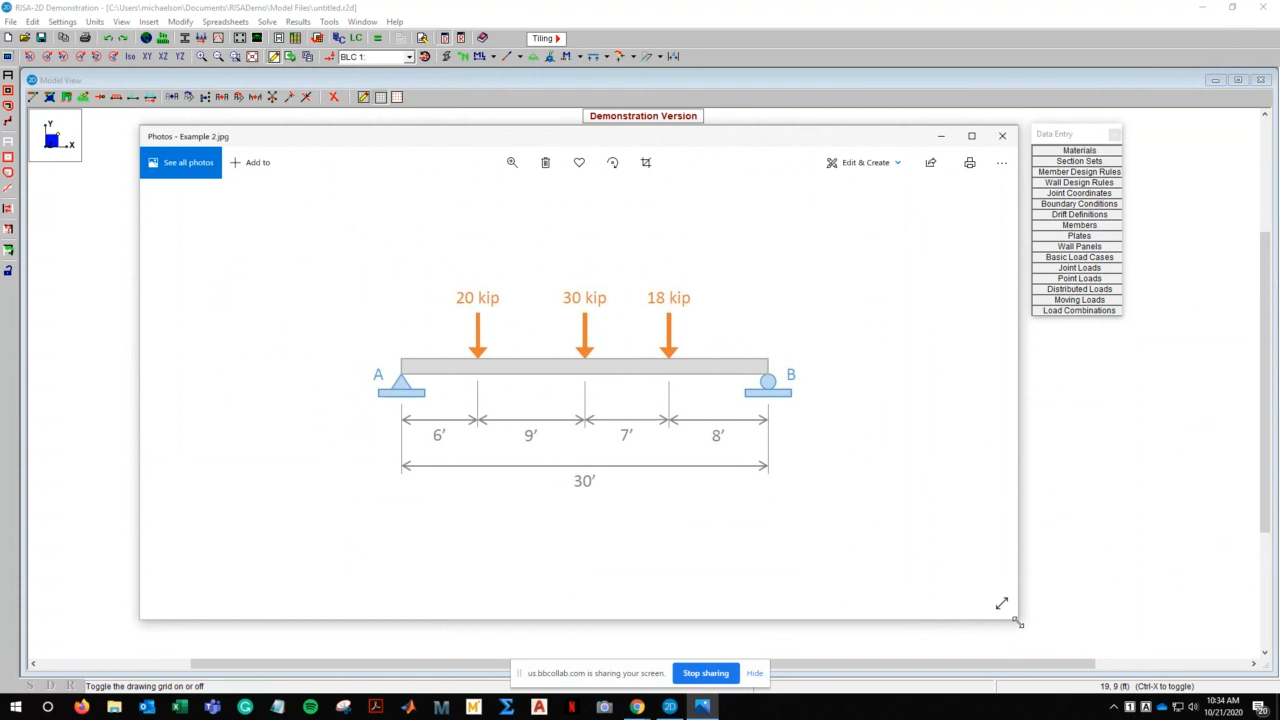 RISA-2D Demonstration - [C:\Users\michaelson\Documents\RISADemo\Model Files\untitled.r2d]
File Edit Settings Units View Insert Modify Spreadsheets Solve Results Tools Window Help
Tiling
Iso XY XZ YZ BLC 1:
Model View
Demonstration Version
Y
X
Photos - Example 2.jpg
See all photos Add to Edit & Create
20 kip 30 kip 18 kip
A B
6’ 9’ 7’ 8’
30’
Data Entry
Materials
Section Sets
Member Design Rules
Wall Design Rules
Joint Coordinates
Boundary Conditions
Drift Definitions
Members
Plates
Wall Panels
Basic Load Cases
Joint Loads
Point Loads
Distributed Loads
Moving Loads
Load Combinations
us.bbcollab.com is sharing your screen. Stop sharing Hide
S D R Toggle the drawing grid on or off 19, 9 (ft) (Ctrl-X to toggle)
10:34 AM
10/21/2020
20